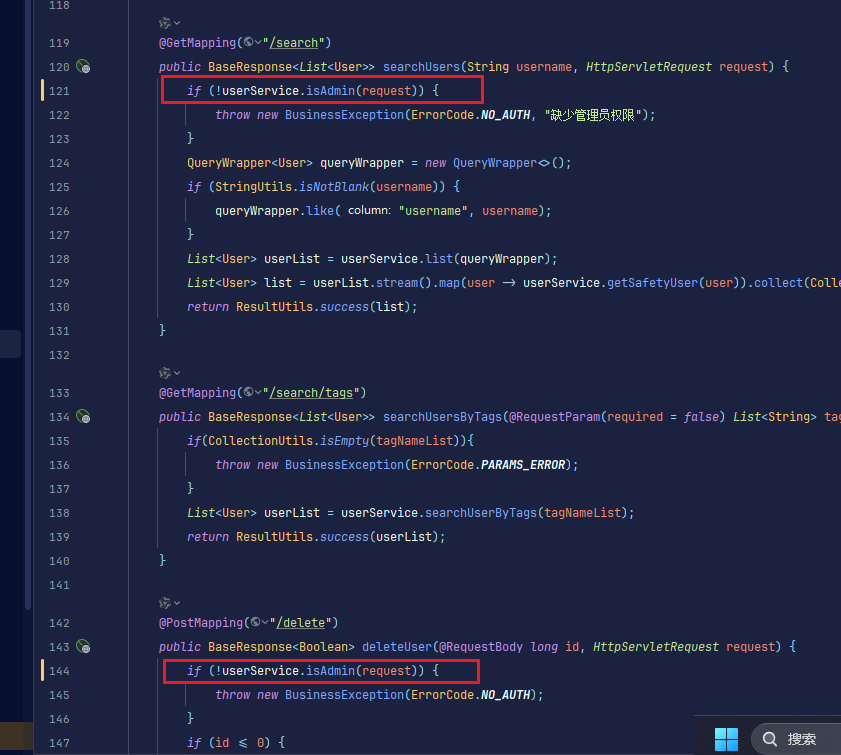 118
119 @GetMapping("/search")
120 public BaseResponse<List<User>> searchUsers(String username, HttpServletRequest request) {
121 if (!userService.isAdmin(request)) {
122 throw new BusinessException(ErrorCode.NO_AUTH, "缺少管理员权限");
123 }
124 QueryWrapper<User> queryWrapper = new QueryWrapper<>();
125 if (StringUtils.isNotBlank(username)) {
126 queryWrapper.like( column: "username", username);
127 }
128 List<User> userList = userService.list(queryWrapper);
129 List<User> list = userList.stream().map(user -> userService.getSafetyUser(user)).collect(Colle
130 return ResultUtils.success(list);
131 }
132
133 @GetMapping("/search/tags")
134 public BaseResponse<List<User>> searchUsersByTags(@RequestParam(required = false) List<String> tag
135 if(CollectionUtils.isEmpty(tagNameList)){
136 throw new BusinessException(ErrorCode.PARAMS_ERROR);
137 }
138 List<User> userList = userService.searchUserByTags(tagNameList);
139 return ResultUtils.success(userList);
140 }
141
142 @PostMapping("/delete")
143 public BaseResponse<Boolean> deleteUser(@RequestBody long id, HttpServletRequest request) {
144 if (!userService.isAdmin(request)) {
145 throw new BusinessException(ErrorCode.NO_AUTH);
146 }
147 if (id <= 0) {
搜索